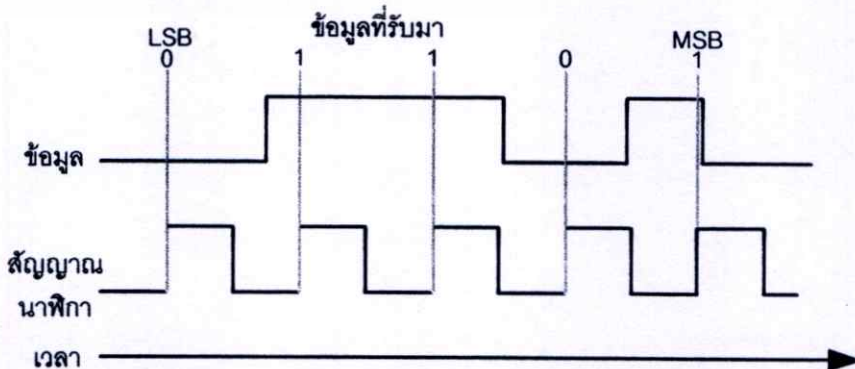 ข้อมูลที่รับมา
LSB MSB
0 1 1 0 1
ข้อมูล
สัญญาณ
นาฬิกา
เวลา